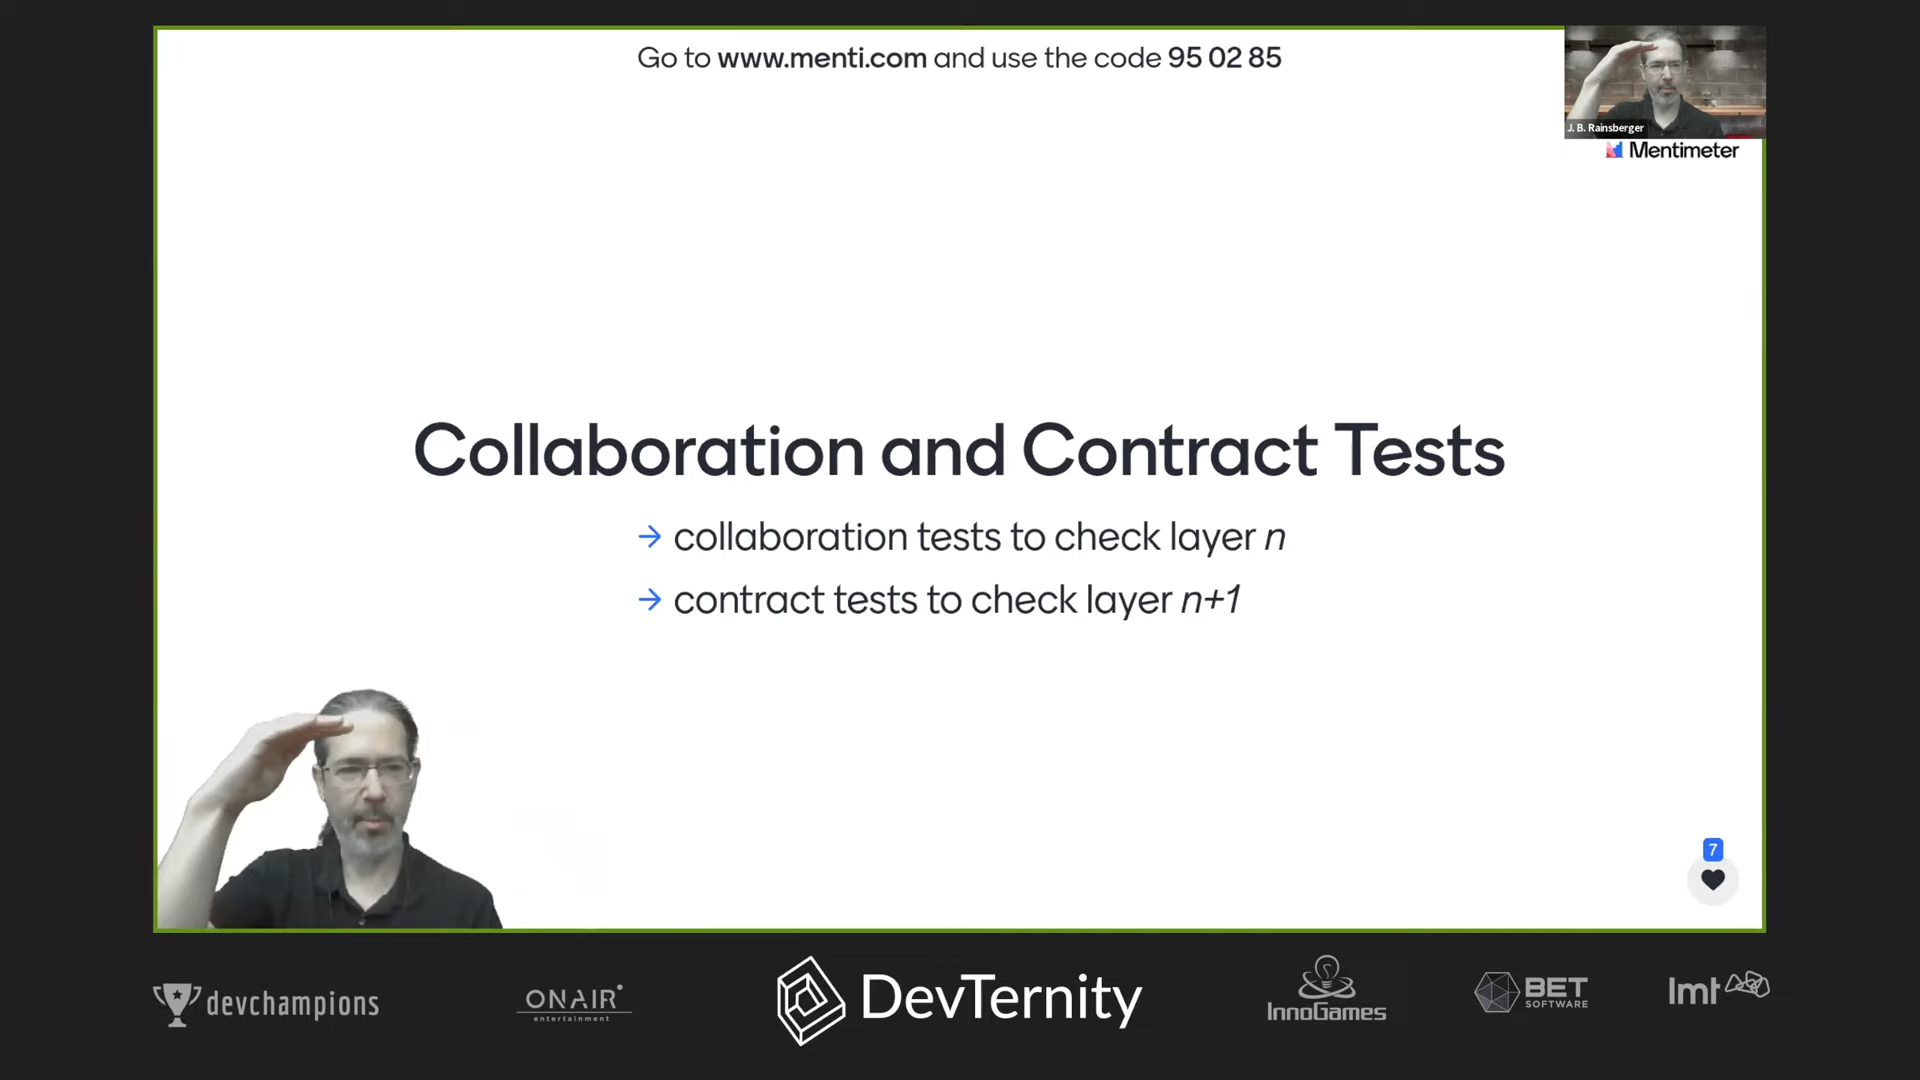 Go to www.menti.com and use the code 95 02 85
J. B. Rainsberger
Mentimeter
Collaboration and Contract Tests
→ collaboration tests to check layer n
→ contract tests to check layer n+1
7
devchampions
ONAIR
entertainment
DevTernity
InnoGames
BET
SOFTWARE
lmt